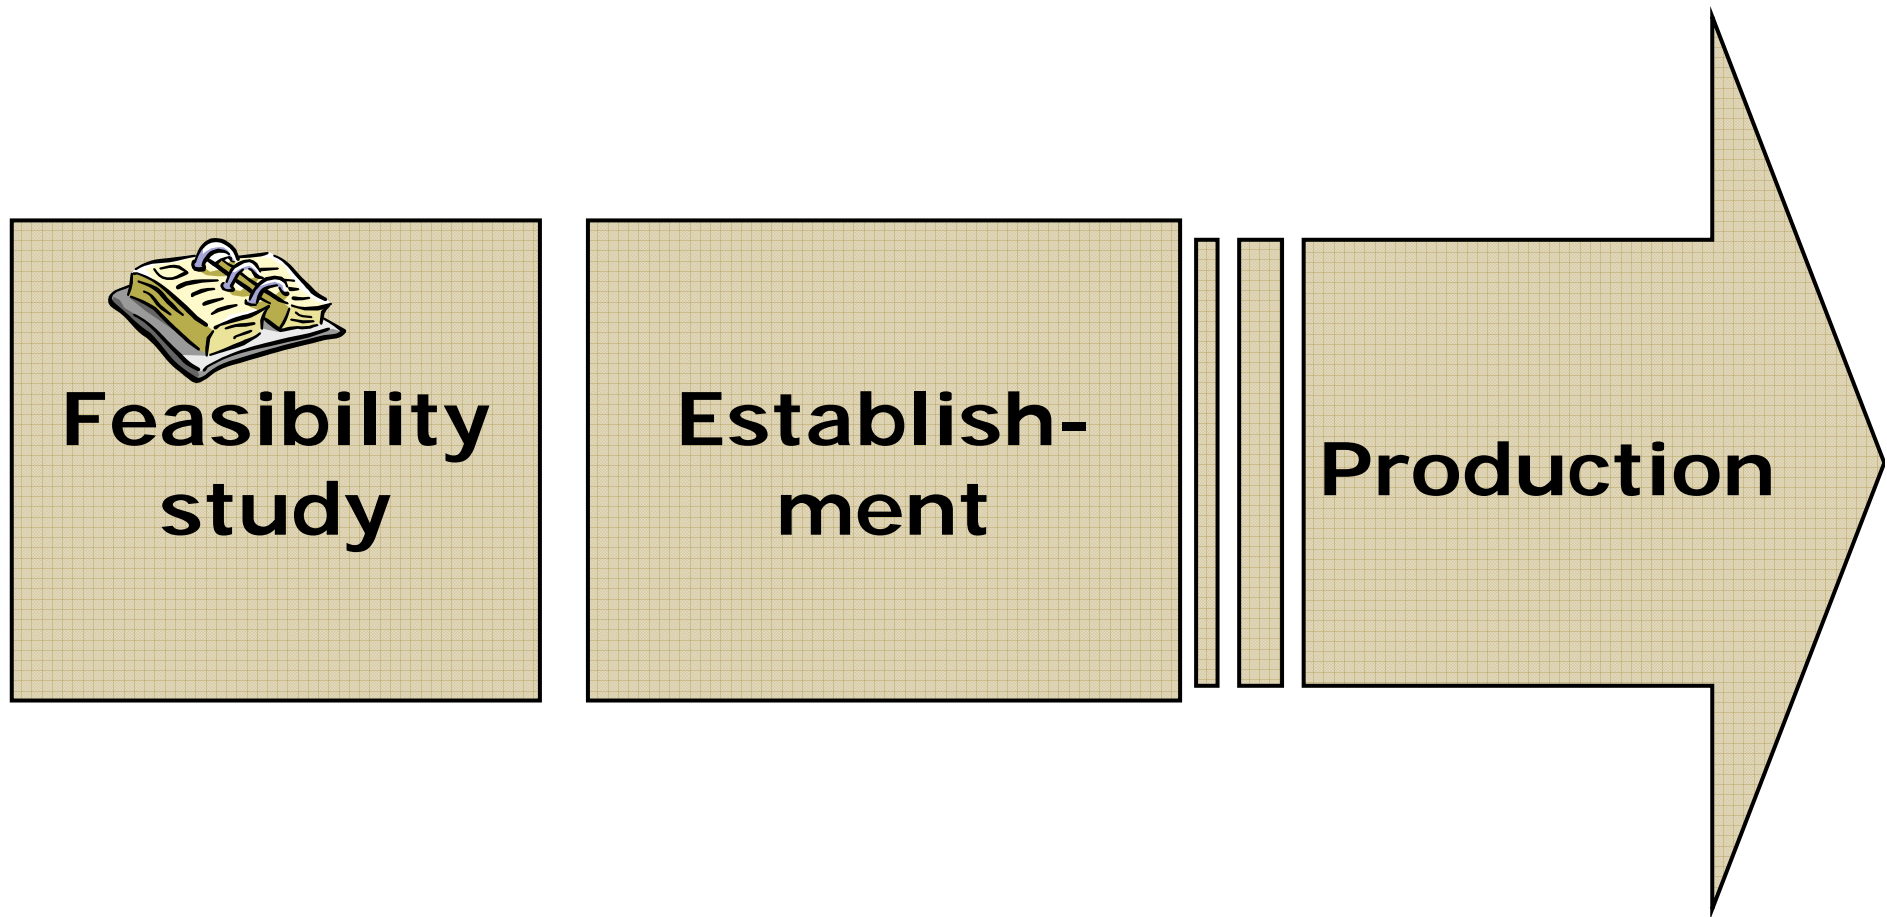 Feasibility
study
Establish-
ment
Production